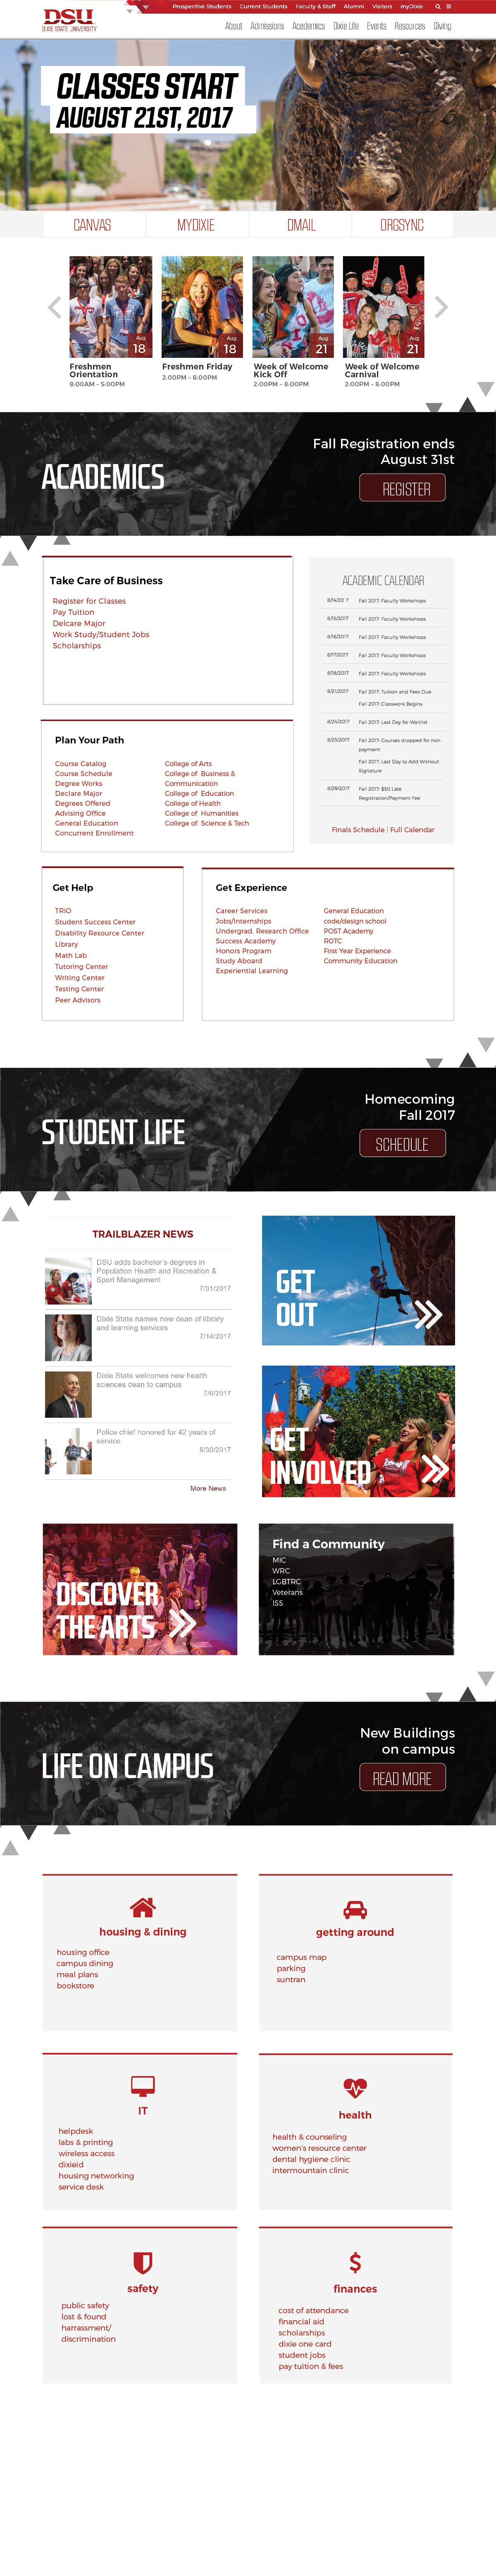 Prospective Students Current Students Faculty & Staff Alumni Visitors myDixie
DSU
DIXIE STATE UNIVERSITY
About Admissions Academics Dixie Life Events Resources Giving
CLASSES START
AUGUST 21ST, 2017
CANVAS MYDIXIE DMAIL ORGSYNC
Aug
18
Freshmen
Orientation
8:00AM - 5:00PM
Aug
18
Freshmen Friday
2:00PM - 8:00PM
Aug
21
Week of Welcome
Kick Off
2:00PM - 8:00PM
Aug
21
Week of Welcome
Carnival
2:00PM - 8:00PM
ACADEMICS
Fall Registration ends
August 31st
REGISTER
Take Care of Business
Register for Classes
Pay Tuition
Delcare Major
Work Study/Student Jobs
Scholarships
ACADEMIC CALENDAR
8/14/20 7 Fall 2017: Faculty Workshops
8/15/2017 Fall 2017: Faculty Workshops
8/16/2017 Fall 2017: Faculty Workshops
8/17/2017 Fall 2017: Faculty Workshops
8/18/2017 Fall 2017: Faculty Workshops
8/21/2017 Fall 2017: Tuition and Fees Due
Fall 2017: Classwork Begins
8/24/2017 Fall 2017: Last Day for Waitlist
8/25/2017 Fall 2017: Courses dropped for non-
payment
Fall 2017: Last Day to Add Without
Signature
8/29/2017 Fall 2017: $50 Late
Registration/Payment Fee
Finals Schedule | Full Calendar
Plan Your Path
Course Catalog
Course Schedule
Degree Works
Declare Major
Degrees Offered
Advising Office
General Education
Concurrent Enrollment
College of Arts
College of Business &
Communication
College of Education
College of Health
College of Humanities
College of Science & Tech
Get Help
TRiO
Student Success Center
Disability Resource Center
Library
Math Lab
Tutoring Center
Writing Center
Testing Center
Peer Advisors
Get Experience
Career Services
Jobs/Internships
Undergrad. Research Office
Success Academy
Honors Program
Study Aboard
Experiential Learning
General Education
code/design school
POST Academy
ROTC
First Year Experience
Community Education
STUDENT LIFE
Homecoming
Fall 2017
SCHEDULE
TRAILBLAZER NEWS
DSU adds bachelor's degrees in
Population Health and Recreation &
Sport Management
7/31/2017
Dixie State names new dean of library
and learning services
7/14/2017
Dixie State welcomes new health
sciences dean to campus
7/6/2017
Police chief honored for 42 years of
service
6/30/2017
More News
GET
OUT
GET
INVOLVED
DISCOVER
THE ARTS
Find a Community
MIC
WRC
LGBTRC
Veterans
ISS
LIFE ON CAMPUS
New Buildings
on campus
READ MORE
housing & dining
housing office
campus dining
meal plans
bookstore
getting around
campus map
parking
suntran
IT
helpdesk
labs & printing
wireless access
dixieid
housing networking
service desk
health
health & counseling
women's resource center
dental hygiene clinic
intermountain clinic
safety
public safety
lost & found
harrassment/
discrimination
finances
cost of attendance
financial aid
scholarships
dixie one card
student jobs
pay tuition & fees